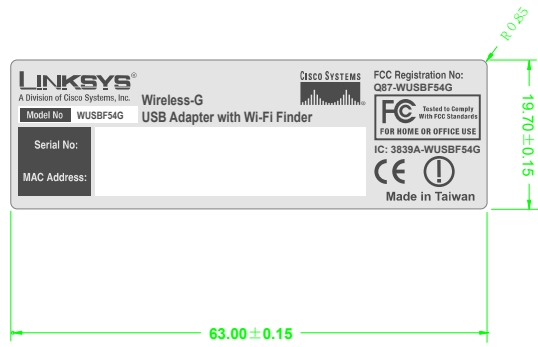 LINKSYS®
A Division of Cisco Systems, Inc.
Model No WUSBF54G
Wireless-G
USB Adapter with Wi-Fi Finder
Serial No:
MAC Address:
CISCO SYSTEMS
®
FCC Registration No:
Q87-WUSBF54G
FC Tested to Comply
With FCC Standards
FOR HOME OR OFFICE USE
IC: 3839A-WUSBF54G
CE
Made in Taiwan
R0.85
19.70±0.15
63.00±0.15